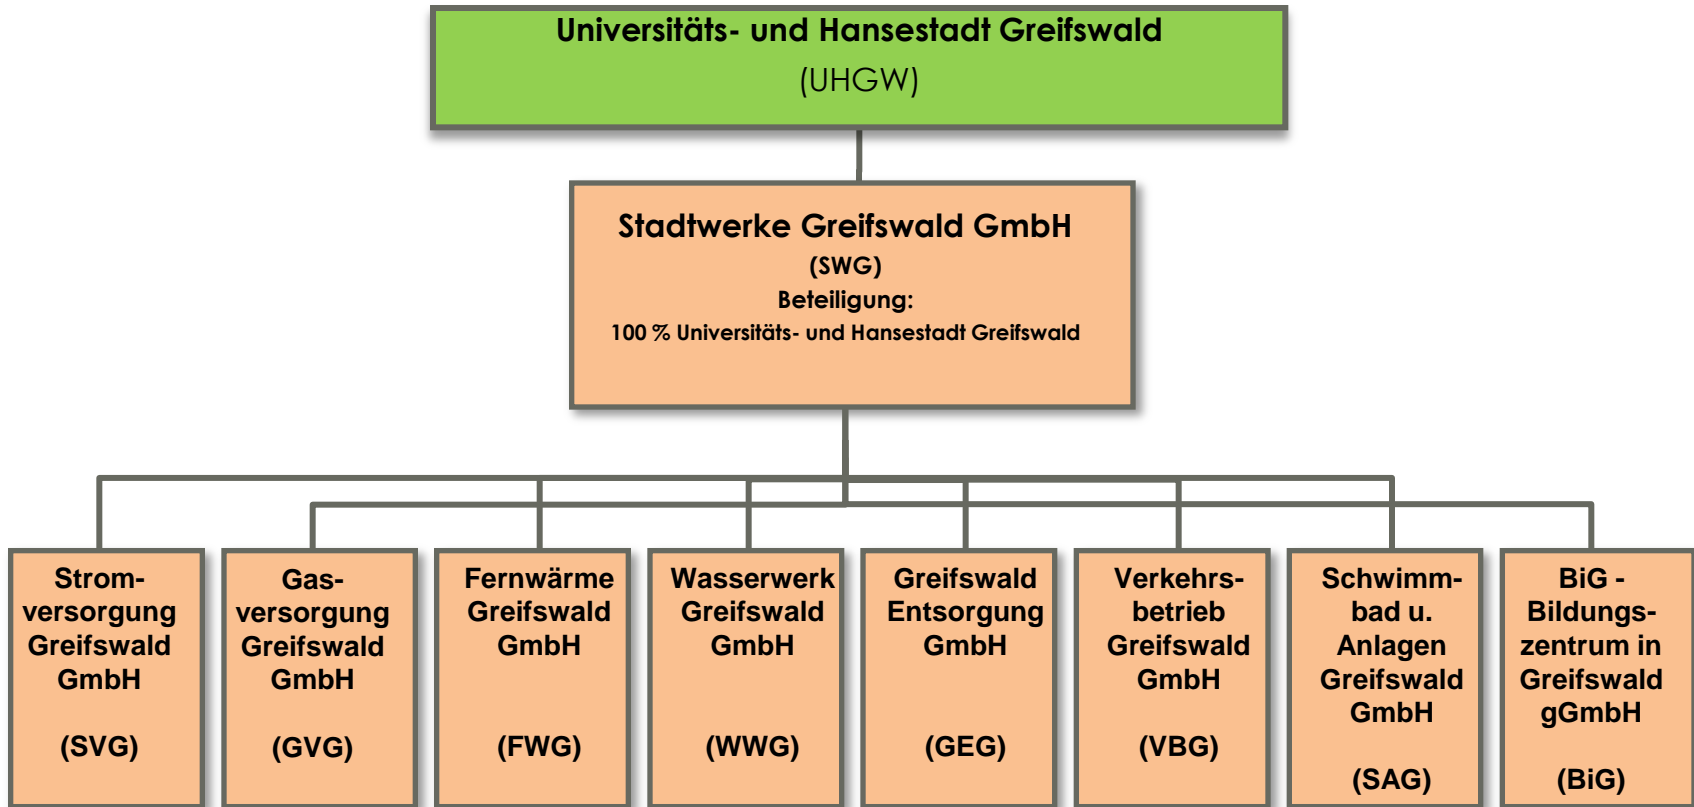 Universitäts- und Hansestadt Greifswald
(UHGW)
Stadtwerke Greifswald GmbH
(SWG)
Beteiligung:
100 % Universitäts- und Hansestadt Greifswald
Strom-
versorgung
Greifswald
GmbH
(SVG)
Gas-
versorgung
Greifswald
GmbH
(GVG)
Fernwärme
Greifswald
GmbH
(FWG)
Wasserwerk
Greifswald
GmbH
(WWG)
Greifswald
Entsorgung
GmbH
(GEG)
Verkehrs-
betrieb
Greifswald
GmbH
(VBG)
Schwimm-
bad u.
Anlagen
Greifswald
GmbH
(SAG)
BiG -
Bildungs-
zentrum in
Greifswald
gGmbH
(BiG)